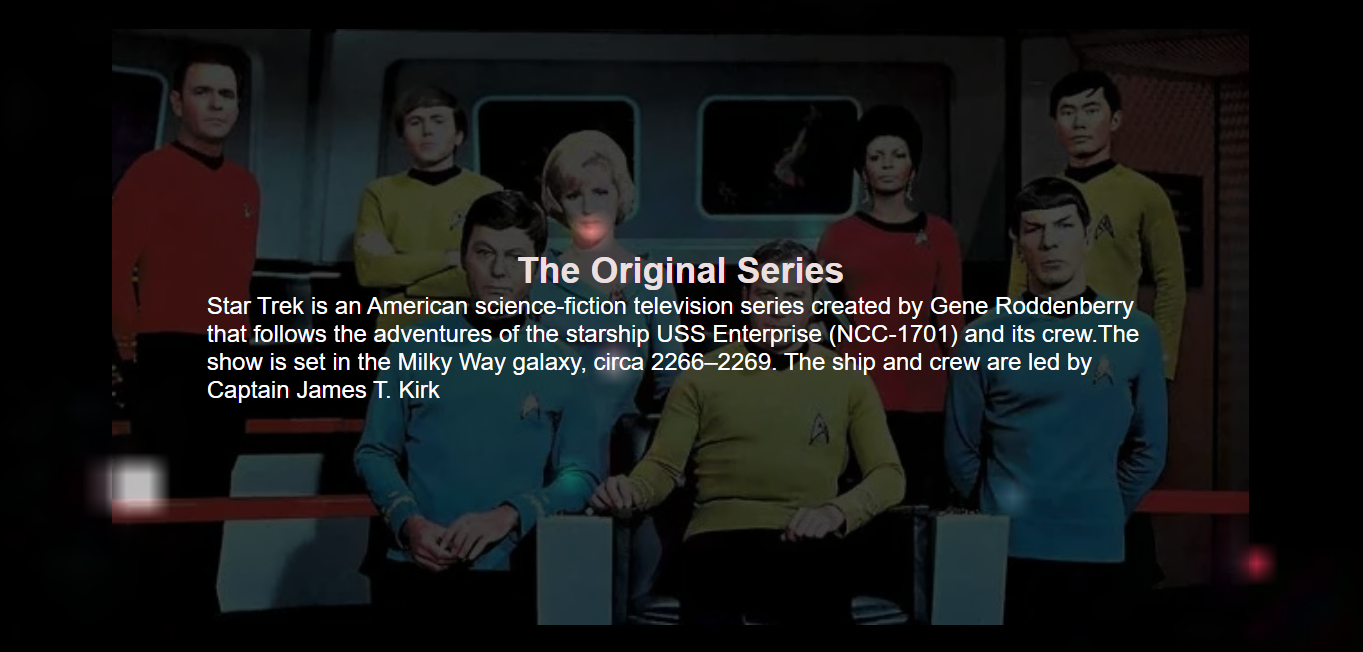 The Original Series
Star Trek is an American science-fiction television series created by Gene Roddenberry
that follows the adventures of the starship USS Enterprise (NCC-1701) and its crew.The
show is set in the Milky Way galaxy, circa 2266–2269. The ship and crew are led by
Captain James T. Kirk